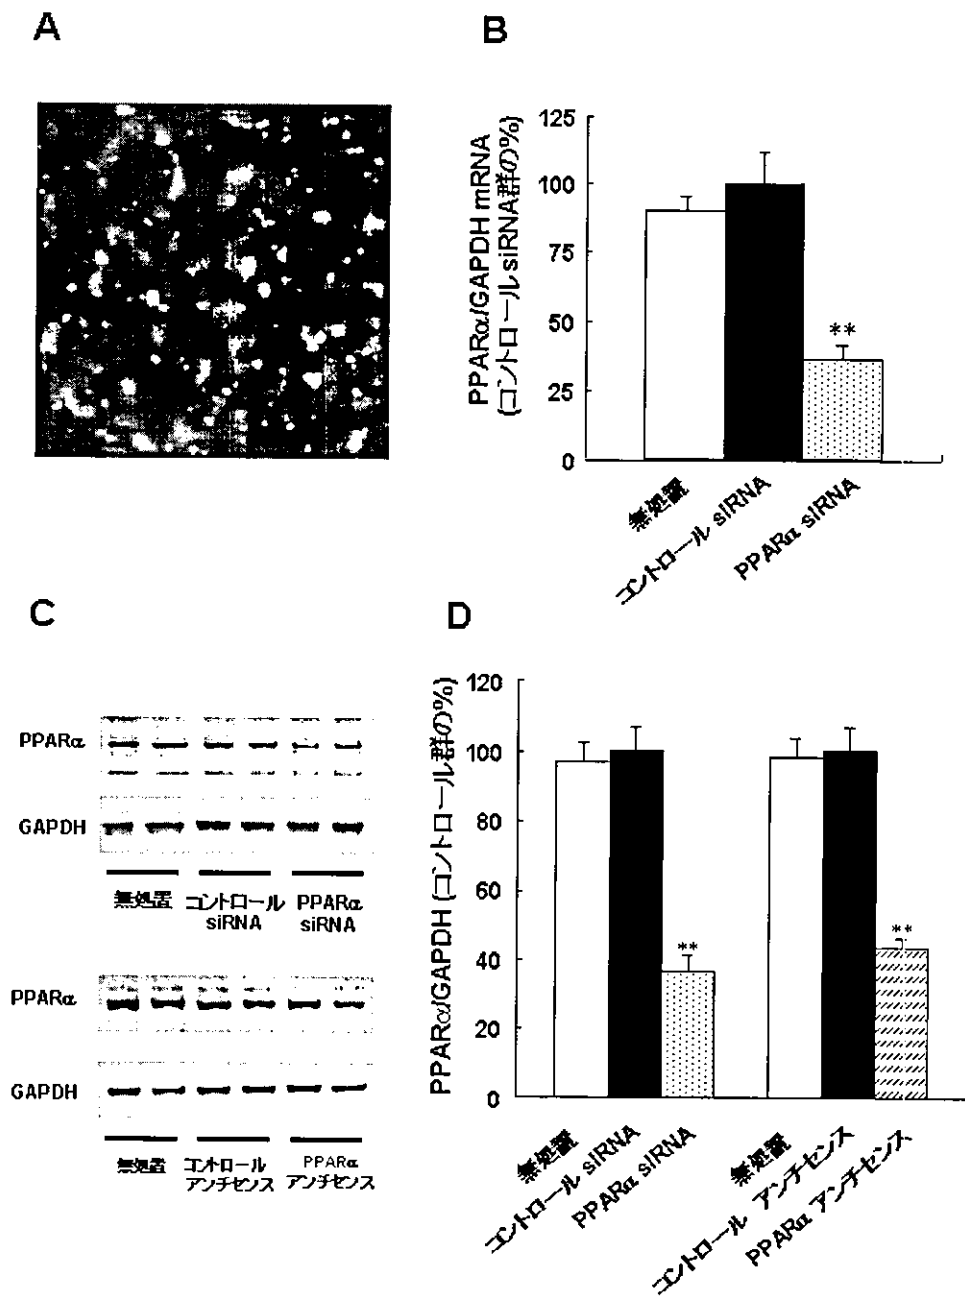 A
B
PPARα/GAPDH mRNA
(コントロール siRNA群の%)
125
100
75
50
25
0
**
無処置
コントロール siRNA
PPARα siRNA
C
PPARα
GAPDH
無処置
コントロール
siRNA
PPARα
siRNA
PPARα
GAPDH
無処置
コントロール
アンチセンス
PPARα
アンチセンス
D
PPARα/GAPDH (コントロール群の%)
120
100
80
60
40
20
0
**
**
無処置
コントロール siRNA
PPARα siRNA
無処置
コントロール アンチセンス
PPARα アンチセンス